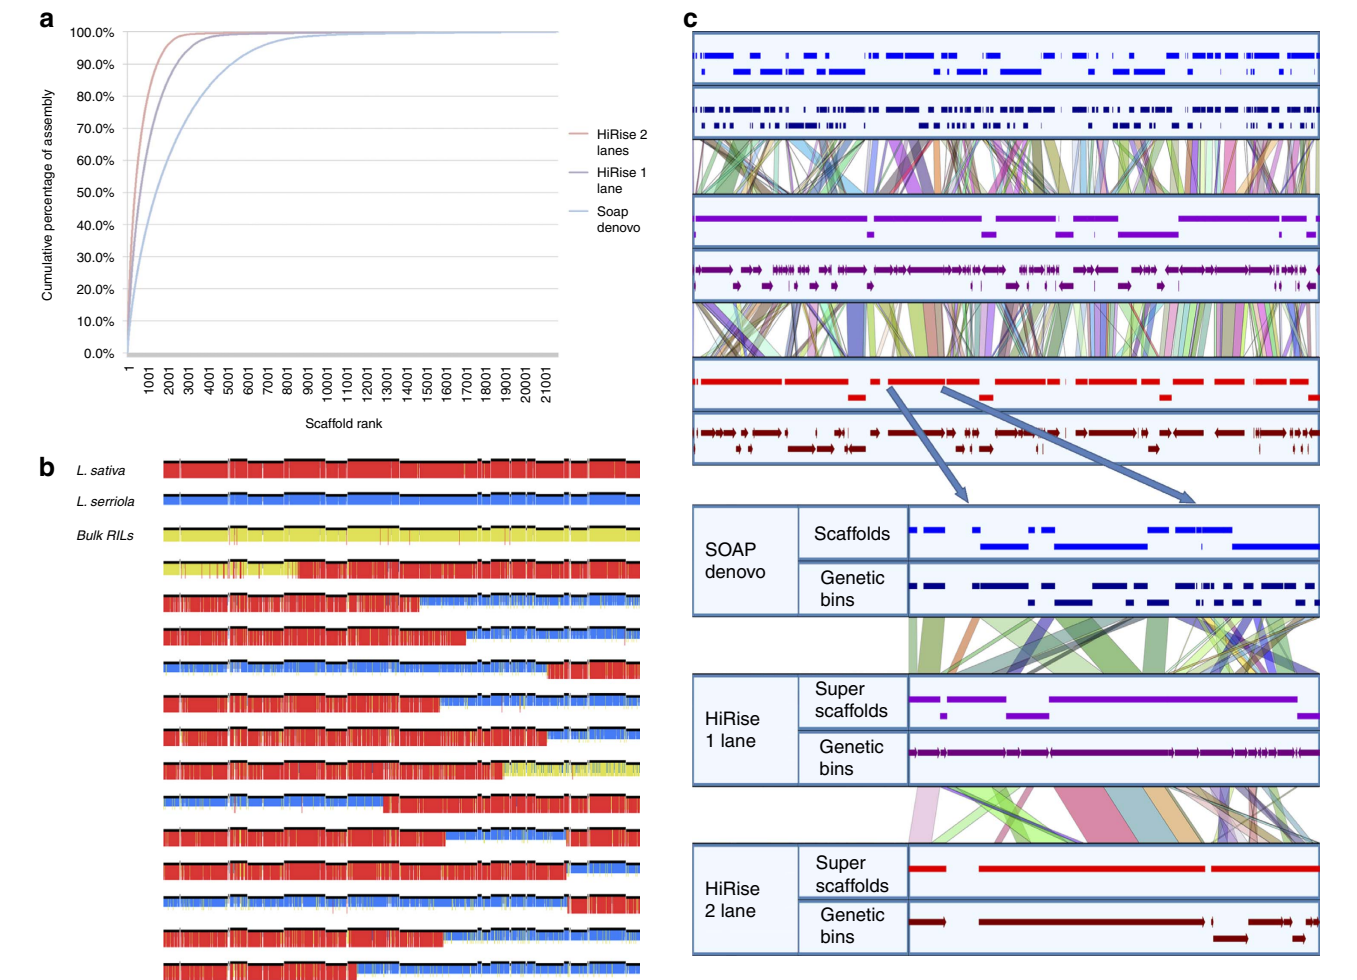 a
100.0%
90.0%
80.0%
70.0%
60.0%
50.0%
40.0%
30.0%
20.0%
10.0%
0.0%
Cumulative percentage of assembly
1
1001
2001
3001
4001
5001
6001
7001
8001
9001
10001
11001
12001
13001
14001
15001
16001
17001
18001
19001
20001
21001
Scaffold rank
HiRise 2
lanes
HiRise 1
lane
Soap
denovo
b
L. sativa
L. serriola
Bulk RILs
c
SOAP
denovo
Scaffolds
Genetic
bins
HiRise
1 lane
Super
scaffolds
Genetic
bins
HiRise
2 lane
Super
scaffolds
Genetic
bins